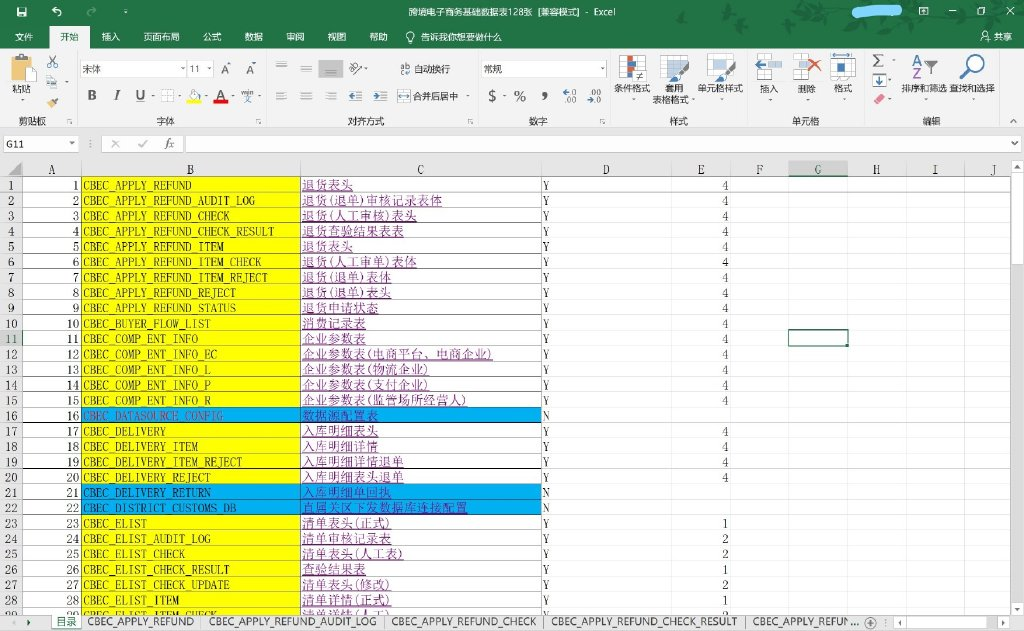 跨境电子商务基础数据表128张 [兼容模式] - Excel
文件 开始 插入 页面布局 公式 数据 审阅 视图 帮助 告诉我你想要做什么 共享
宋体 11 自动换行 常规
粘贴 B I U 合并后居中 $ % 条件格式 套用 表格格式 单元格样式 插入 删除 格式 排序和筛选 查找和选择
剪贴板 字体 对齐方式 数字 样式 单元格 编辑
G11 fx
A B C D E F G H I J
1 1 CBEC_APPLY_REFUND 退货表头 Y 4
2 2 CBEC_APPLY_REFUND_AUDIT_LOG 退货(退单)审核记录表体 Y 4
3 3 CBEC_APPLY_REFUND_CHECK 退货(人工审核)表头 Y 4
4 4 CBEC_APPLY_REFUND_CHECK_RESULT 退货查验结果表表 Y 4
5 5 CBEC_APPLY_REFUND_ITEM 退货表头 Y 4
6 6 CBEC_APPLY_REFUND_ITEM_CHECK 退货(人工审单)表体 Y 4
7 7 CBEC_APPLY_REFUND_ITEM_REJECT 退货(退单)表体 Y 4
8 8 CBEC_APPLY_REFUND_REJECT 退货(退单)表头 Y 4
9 9 CBEC_APPLY_REFUND_STATUS 退货申请状态 Y 4
10 10 CBEC_BUYER_FLOW_LIST 消费记录表 Y 4
11 11 CBEC_COMP_ENT_INFO 企业参数表 Y 4
12 12 CBEC_COMP_ENT_INFO_EC 企业参数表(电商平台、电商企业) Y 4
13 13 CBEC_COMP_ENT_INFO_L 企业参数表(物流企业) Y 4
14 14 CBEC_COMP_ENT_INFO_P 企业参数表(支付企业) Y 4
15 15 CBEC_COMP_ENT_INFO_R 企业参数表(监管场所经营人) Y 4
16 16 CBEC_DATASOURCE_CONFIG 数据源配置表 N
17 17 CBEC_DELIVERY 入库明细表头 Y 4
18 18 CBEC_DELIVERY_ITEM 入库明细详情 Y 4
19 19 CBEC_DELIVERY_ITEM_REJECT 入库明细详情退单 Y 4
20 20 CBEC_DELIVERY_REJECT 入库明细表头退单 Y 4
21 21 CBEC_DELIVERY_RETURN 入库明细单回执 N
22 22 CBEC_DISTRICT_CUSTOMS_DB 直属关区下发数据库连接配置 N
23 23 CBEC_ELIST 清单表头(正式) Y 1
24 24 CBEC_ELIST_AUDIT_LOG 清单审核记录表 Y 2
25 25 CBEC_ELIST_CHECK 清单表头(人工表) Y 2
26 26 CBEC_ELIST_CHECK_RESULT 查验结果表 Y 1
27 27 CBEC_ELIST_CHECK_UPDATE 清单表头(修改) Y 2
28 28 CBEC_ELIST_ITEM 清单详情(正式) Y 1
29 29 CBEC_ELIST_ITEM_CHECK 清单详情(人工)
目录 CBEC_APPLY_REFUND CBEC_APPLY_REFUND_AUDIT_LOG CBEC_APPLY_REFUND_CHECK CBEC_APPLY_REFUND_CHECK_RESULT CBEC_APPLY_REFUN ...